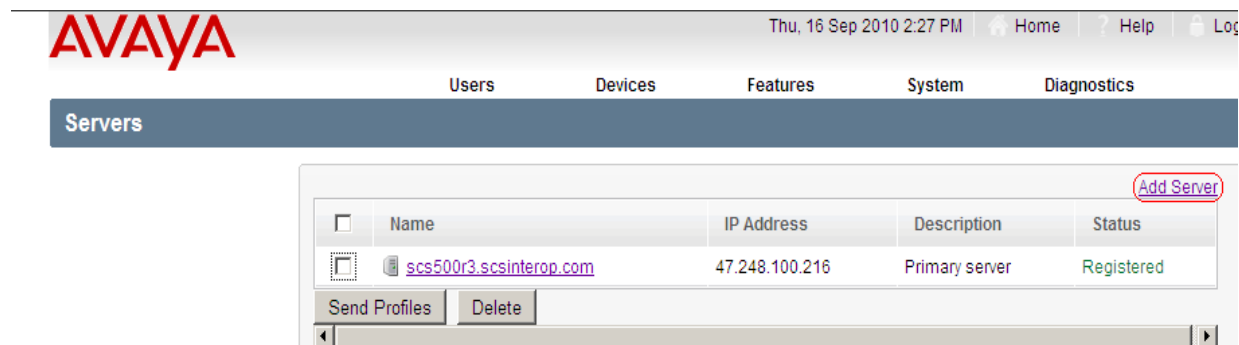 AVAYA
Thu, 16 Sep 2010 2:27 PM Home ? Help Log
Users Devices Features System Diagnostics
Servers
Add Server
Name IP Address Description Status
scs500r3.scsinterop.com 47.248.100.216 Primary server Registered
Send Profiles Delete